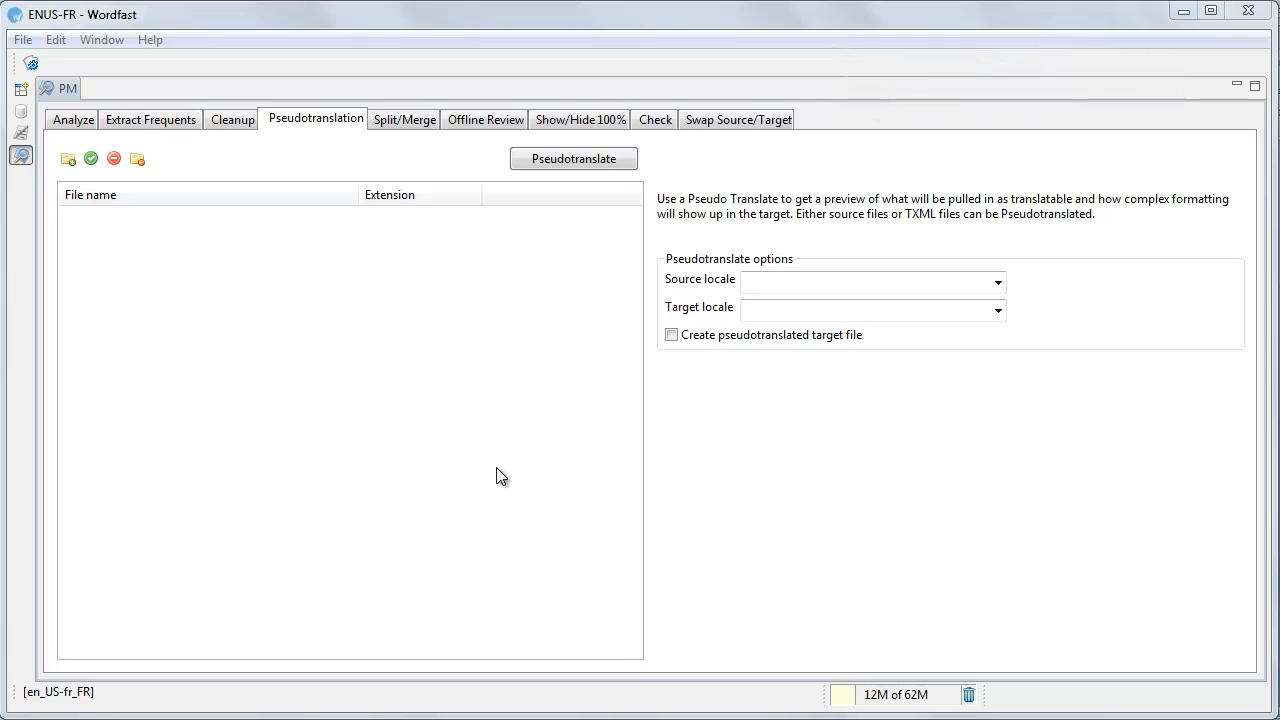 ENUS-FR - Wordfast
File Edit Window Help
PM
Analyze Extract Frequents Cleanup Pseudotranslation Split/Merge Offline Review Show/Hide 100% Check Swap Source/Target
Pseudotranslate
File name Extension
Use a Pseudo Translate to get a preview of what will be pulled in as translatable and how complex formatting
will show up in the target. Either source files or TXML files can be Pseudotranslated.
Pseudotranslate options
Source locale
Target locale
Create pseudotranslated target file
[en_US-fr_FR]
12M of 62M